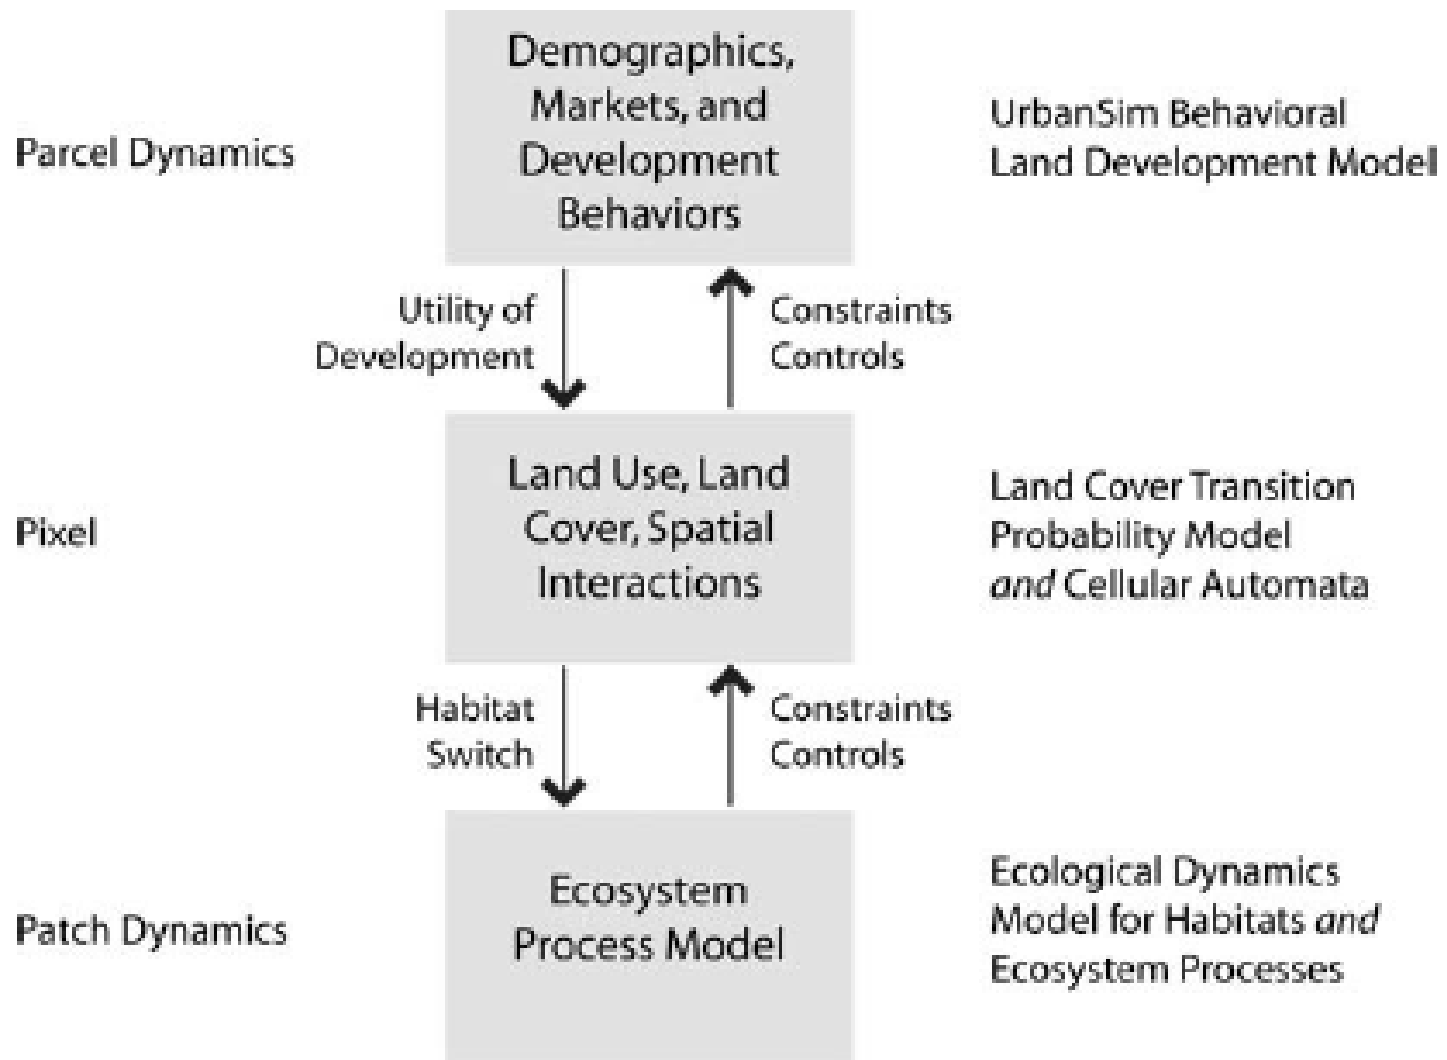 Parcel Dynamics
Demographics,
Markets, and
Development
Behaviors
UrbanSim Behavioral
Land Development Model
Utility of
Development
Constraints
Controls
Pixel
Land Use, Land
Cover, Spatial
Interactions
Land Cover Transition
Probability Model
and Cellular Automata
Habitat
Switch
Constraints
Controls
Patch Dynamics
Ecosystem
Process Model
Ecological Dynamics
Model for Habitats and
Ecosystem Processes